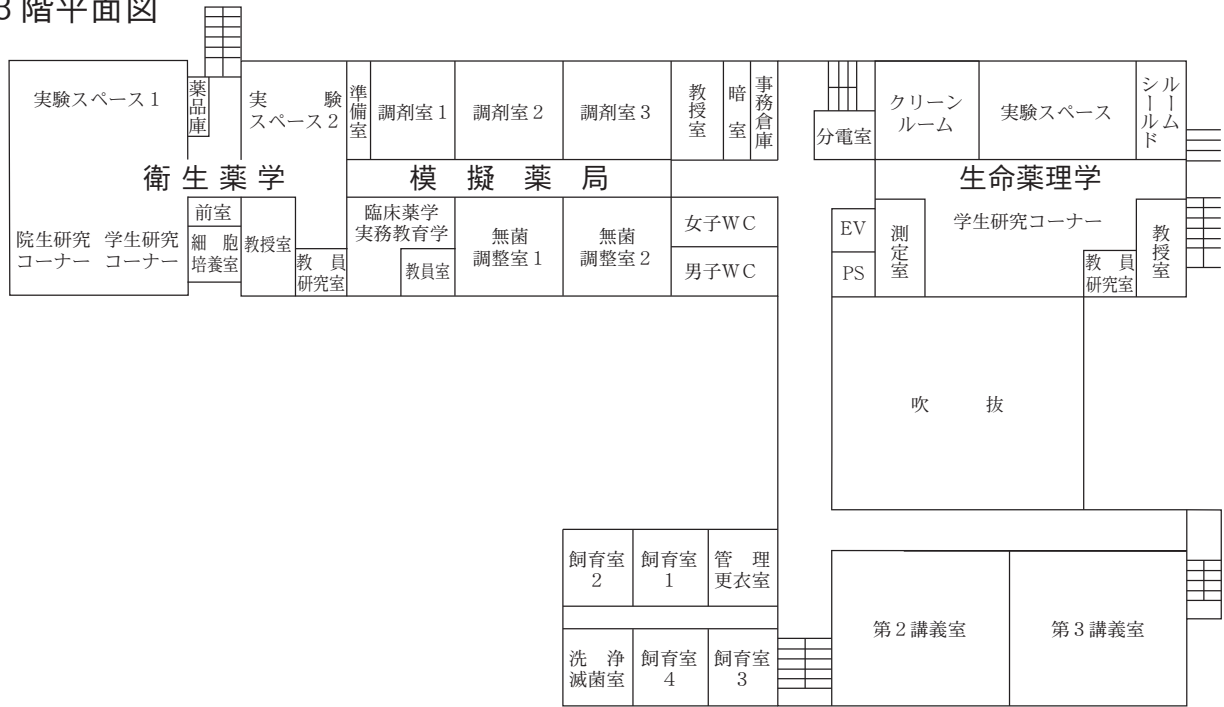 3階平面図
実験スペース1
薬品庫
実験
スペース2
準備室
調剤室1
調剤室2
調剤室3
教授室
暗室
事務倉庫
分電室
クリーン
ルーム
実験スペース
シールド
ルーム
衛生薬学
模擬薬局
生命薬理学
院生研究
コーナー
学生研究
コーナー
前室
細胞
培養室
教授室
教員
研究室
臨床薬学
実務教育学
教員室
無菌
調整室1
無菌
調整室2
女子WC
男子WC
EV
PS
測定室
学生研究コーナー
教員
研究室
教授室
吹抜
飼育室
2
飼育室
1
管理
更衣室
洗浄
滅菌室
飼育室
4
飼育室
3
第2講義室
第3講義室